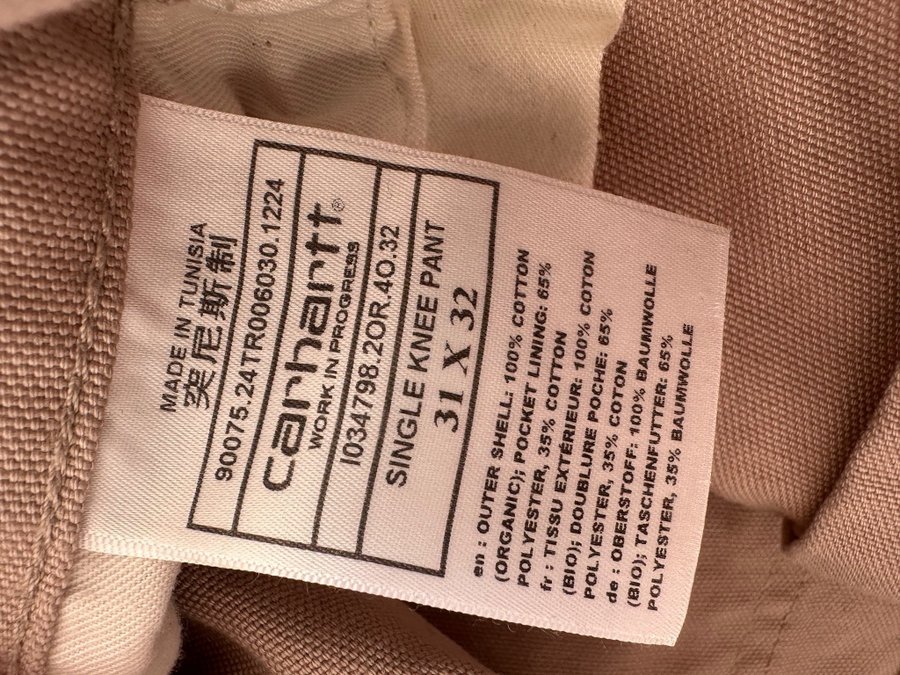 MADE IN TUNISIA
突尼斯制
90075.24TR006030.1224
carhartt®
WORK IN PROGRESS
I034798.2OR.4O.32
SINGLE KNEE PANT
31 X 32
en : OUTER SHELL: 100% COTTON
(ORGANIC); POCKET LINING: 65%
POLYESTER, 35% COTTON
fr : TISSU EXTÉRIEUR: 100% COTON
(BIO); DOUBLURE POCHE: 65%
POLYESTER, 35% COTON
de : OBERSTOFF: 100% BAUMWOLLE
(BIO); TASCHENFUTTER: 65%
POLYESTER, 35% BAUMWOLLE